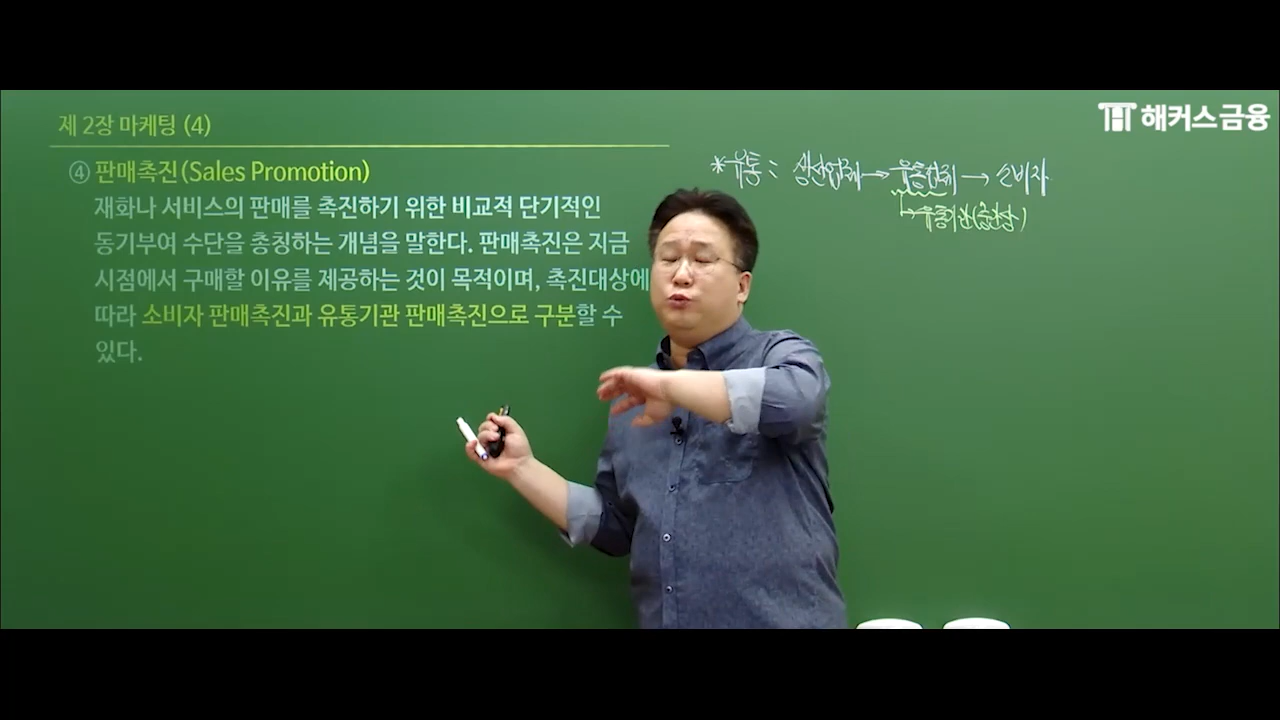 제 2장 마케팅 (4)
해커스금융
④ 판매촉진(Sales Promotion)
재화나 서비스의 판매를 촉진하기 위한 비교적 단기적인
동기부여 수단을 총칭하는 개념을 말한다. 판매촉진은 지금
시점에서 구매할 이유를 제공하는 것이 목적이며, 촉진대상에
따라 소비자 판매촉진과 유통기관 판매촉진으로 구분할 수
있다.
*유통: 생산업체 → 유통업체 → 소비자
유통기관